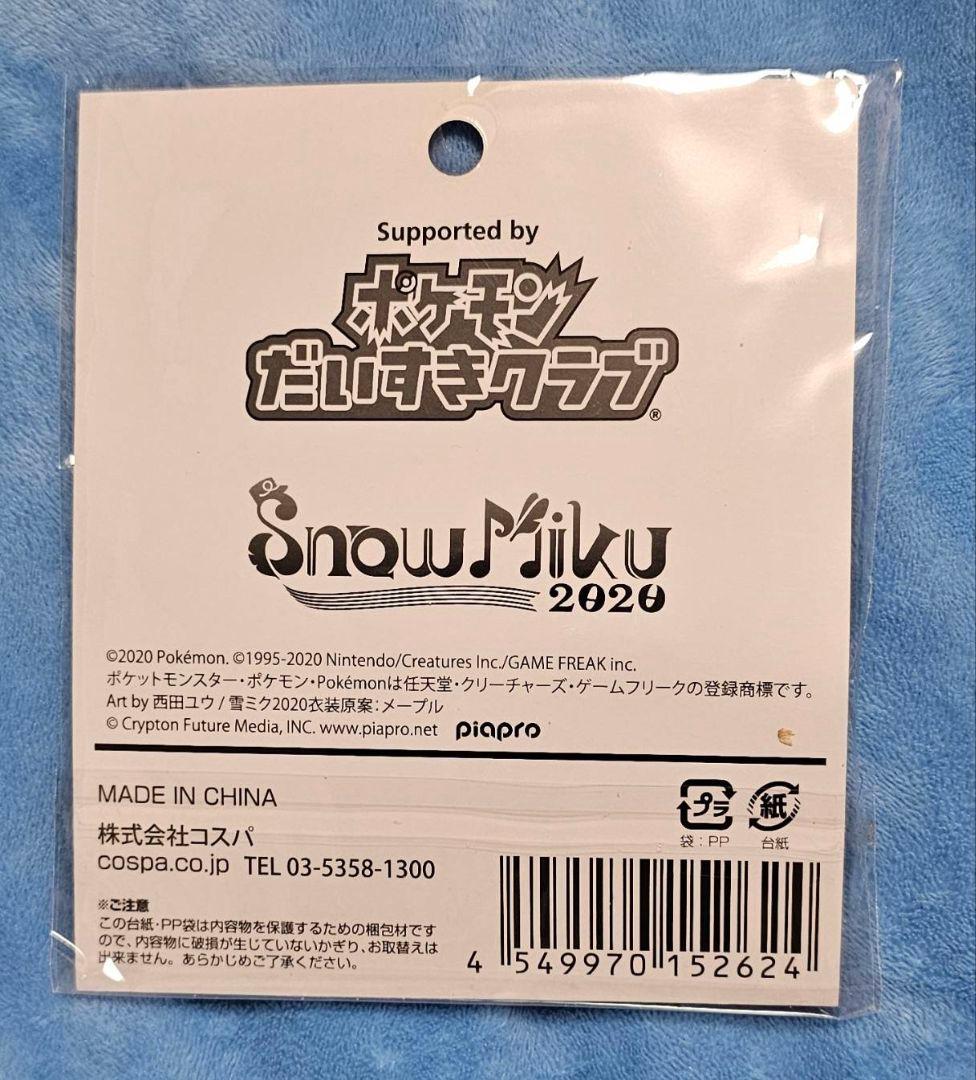 Supported by
ポケモン
だいすきクラブ®
Snow Miku
2020
©2020 Pokémon. ©1995-2020 Nintendo/Creatures Inc./GAME FREAK inc.
ポケットモンスター・ポケモン・Pokémonは任天堂・クリーチャーズ・ゲームフリークの登録商標です。
Art by 西田ユウ / 雪ミク2020衣装原案：メープル
© Crypton Future Media, INC. www.piapro.net piapro
MADE IN CHINA
プラ 紙
袋：PP 台紙
株式会社コスパ
cospa.co.jp TEL 03-5358-1300
※ご注意
この台紙・PP袋は内容物を保護するための梱包材です
ので、内容物に破損が生じていないかぎり、お取替えは
出来ません。あらかじめご了承ください。
4 549970 152624